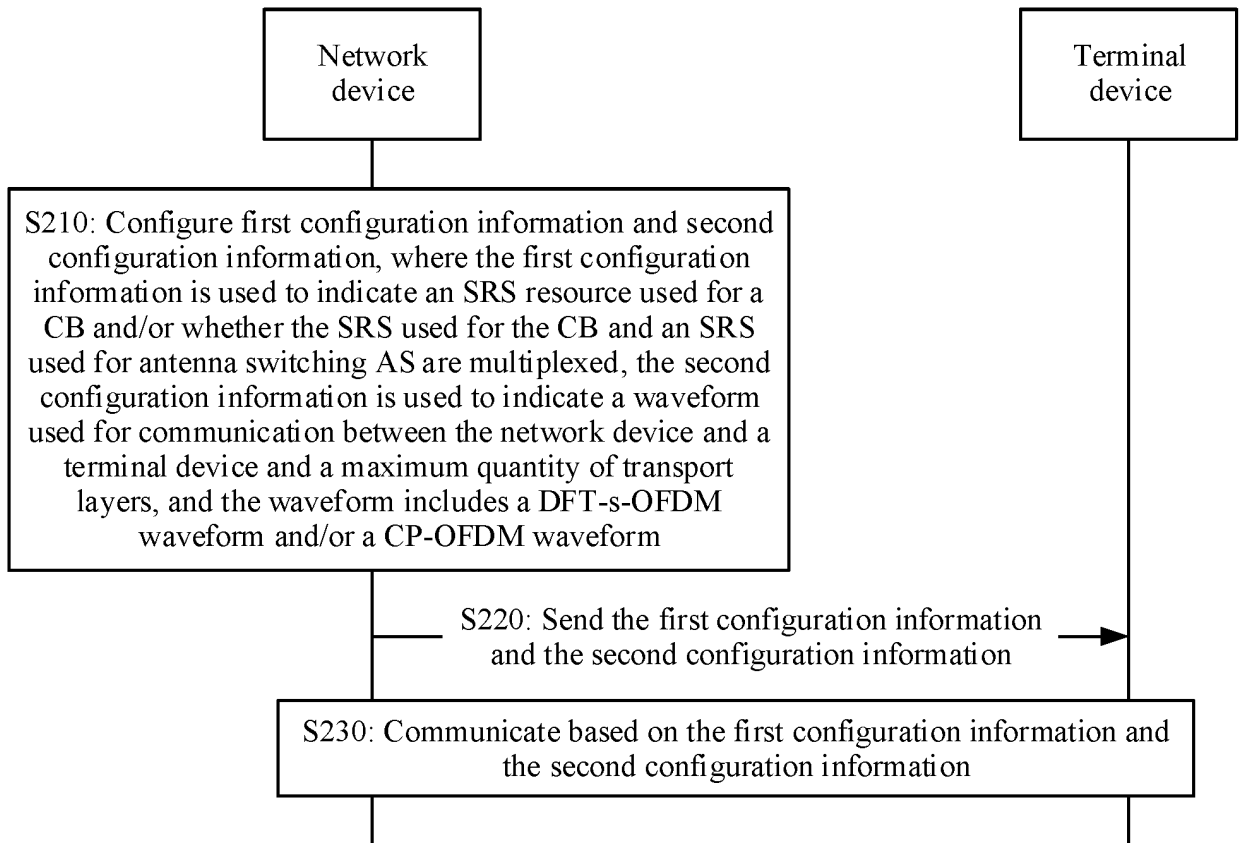 Network
device
Terminal
device
S210: Configure first configuration information and second
configuration information, where the first configuration
information is used to indicate an SRS resource used for a
CB and/or whether the SRS used for the CB and an SRS
used for antenna switching AS are multiplexed, the second
configuration information is used to indicate a waveform
used for communication between the network device and a
terminal device and a maximum quantity of transport
layers, and the waveform includes a DFT-s-OFDM
waveform and/or a CP-OFDM waveform
S220: Send the first configuration information
and the second configuration information
S230: Communicate based on the first configuration information and
the second configuration information